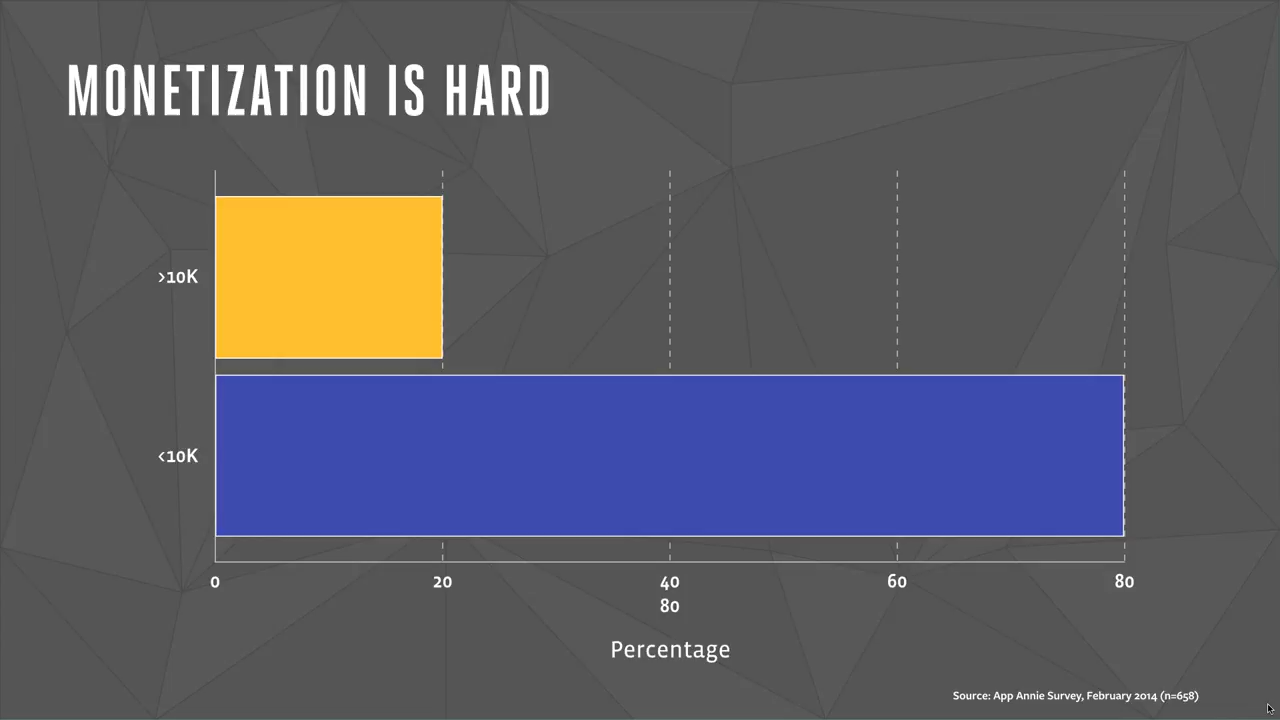 MONETIZATION IS HARD
>10K
<10K
0 20 40 60 80
80
Percentage
Source: App Annie Survey, February 2014 (n=658)